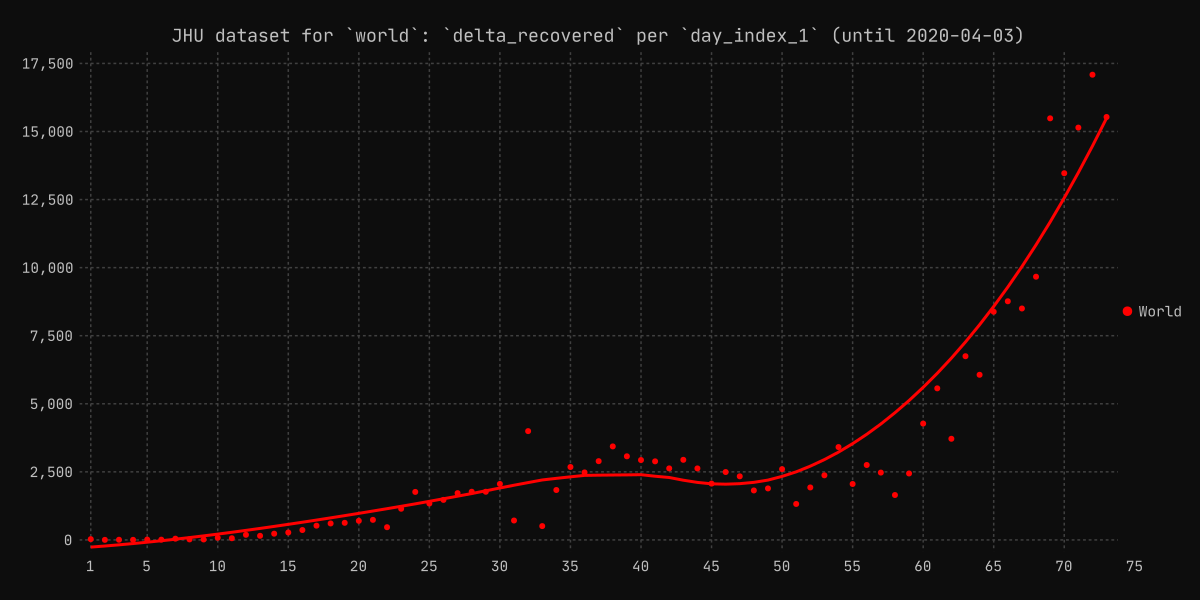 JHU dataset for `world`: `delta_recovered` per `day_index_1` (until 2020-04-03)
17,500
15,000
12,500
10,000
7,500
5,000
2,500
0
World
1 5 10 15 20 25 30 35 40 45 50 55 60 65 70 75